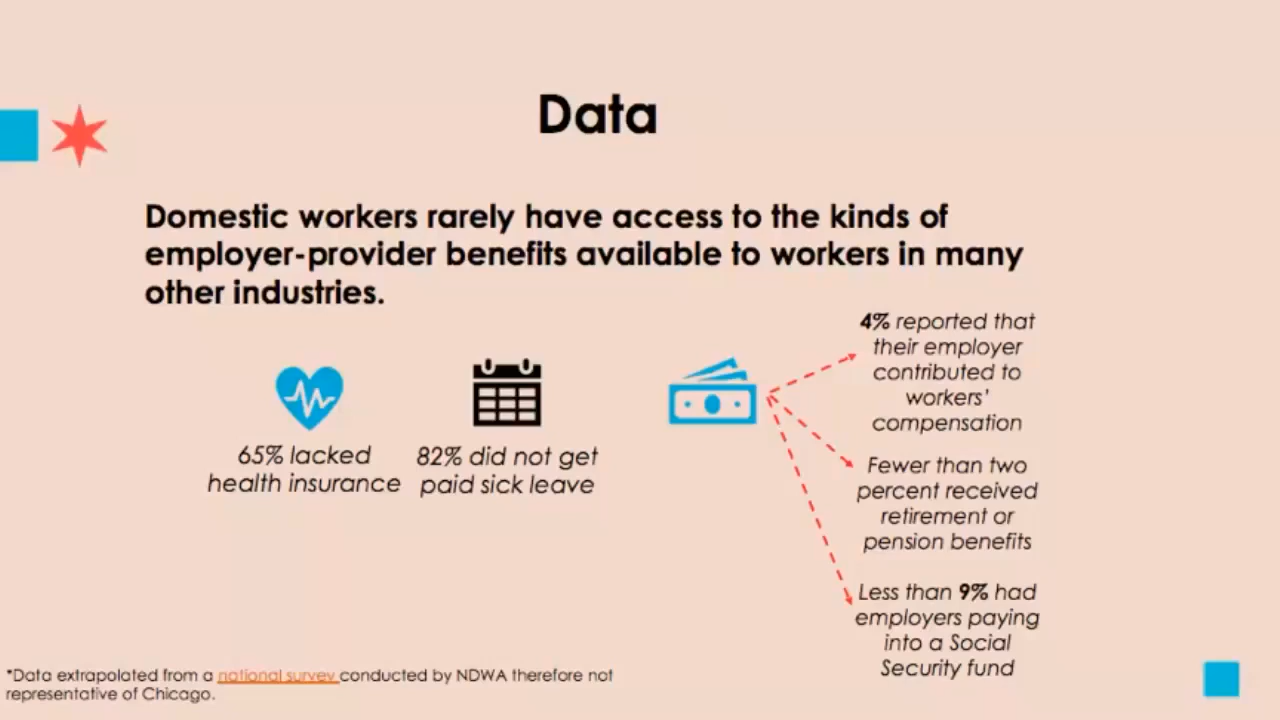 Data
Domestic workers rarely have access to the kinds of
employer-provider benefits available to workers in many
other industries.
65% lacked
health insurance
82% did not get
paid sick leave
4% reported that
their employer
contributed to
workers’
compensation
Fewer than two
percent received
retirement or
pension benefits
Less than 9% had
employers paying
into a Social
Security fund
*Data extrapolated from a national survey conducted by NDWA therefore not
representative of Chicago.